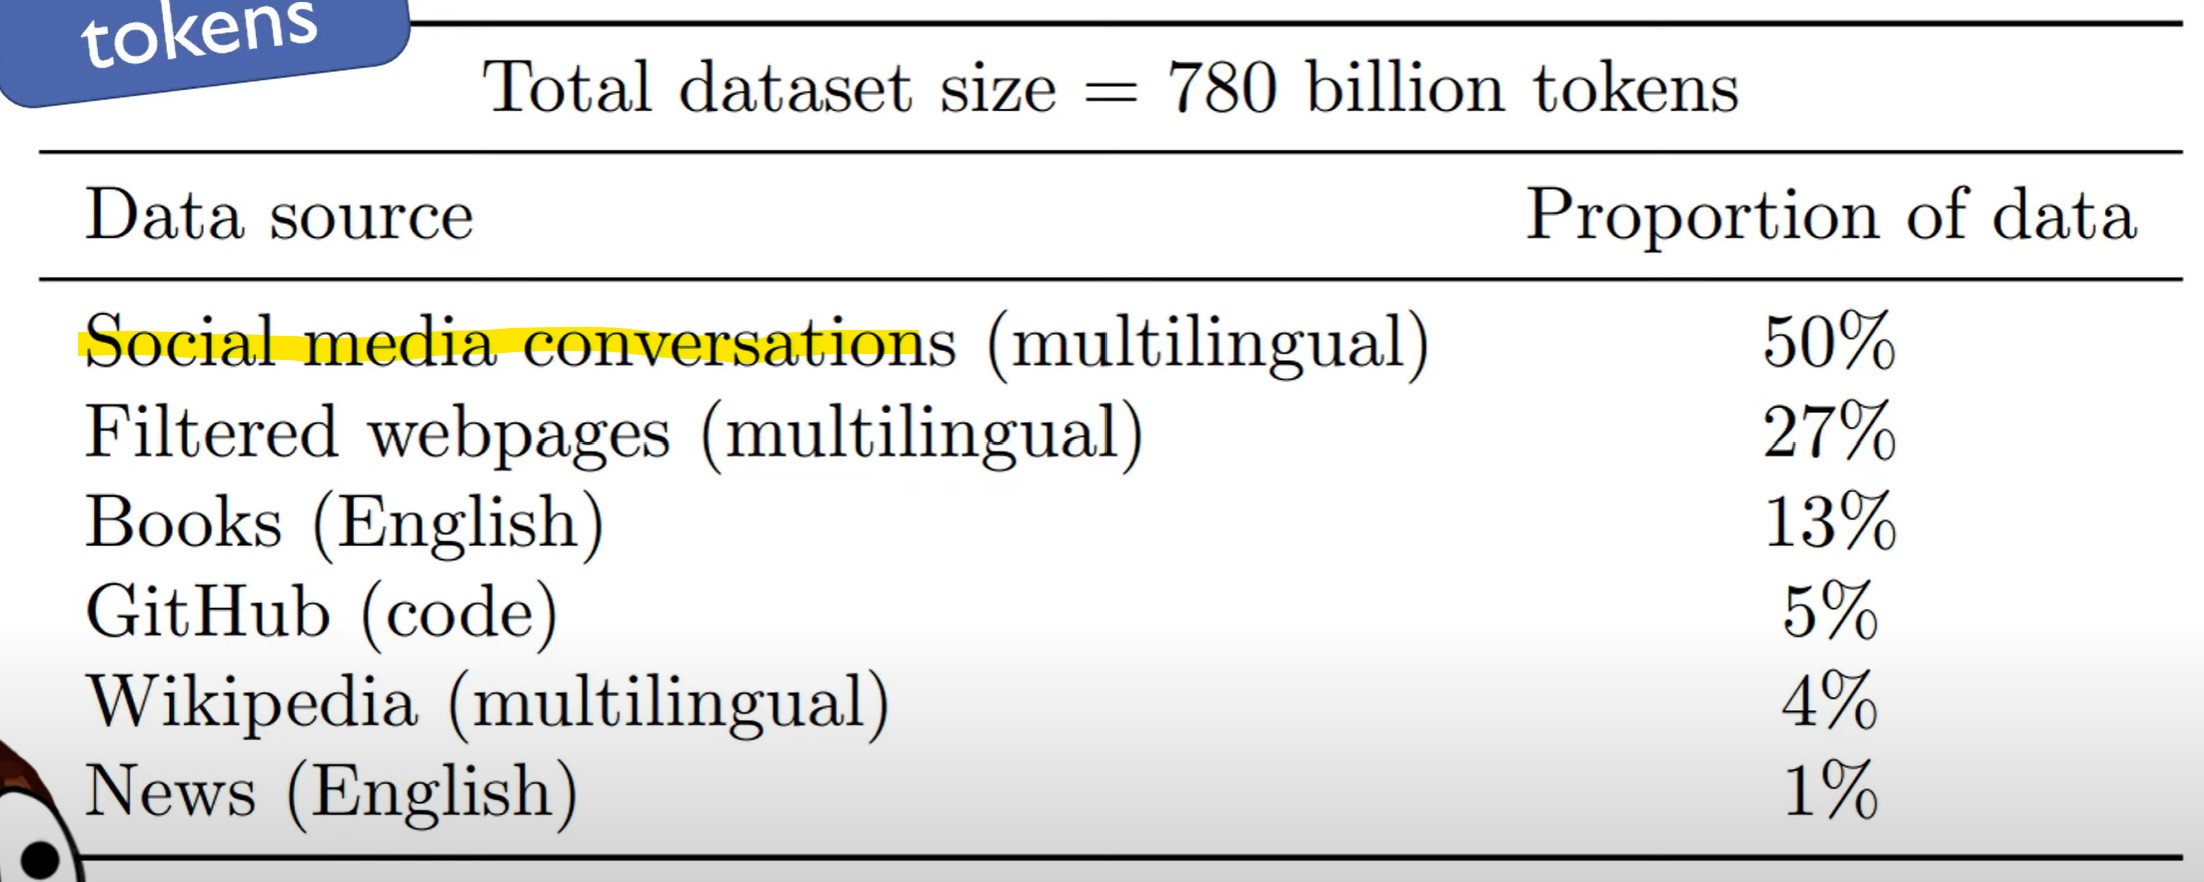 tokens
Total dataset size = 780 billion tokens
Data source Proportion of data
Social media conversations (multilingual) 50%
Filtered webpages (multilingual) 27%
Books (English) 13%
GitHub (code) 5%
Wikipedia (multilingual) 4%
News (English) 1%